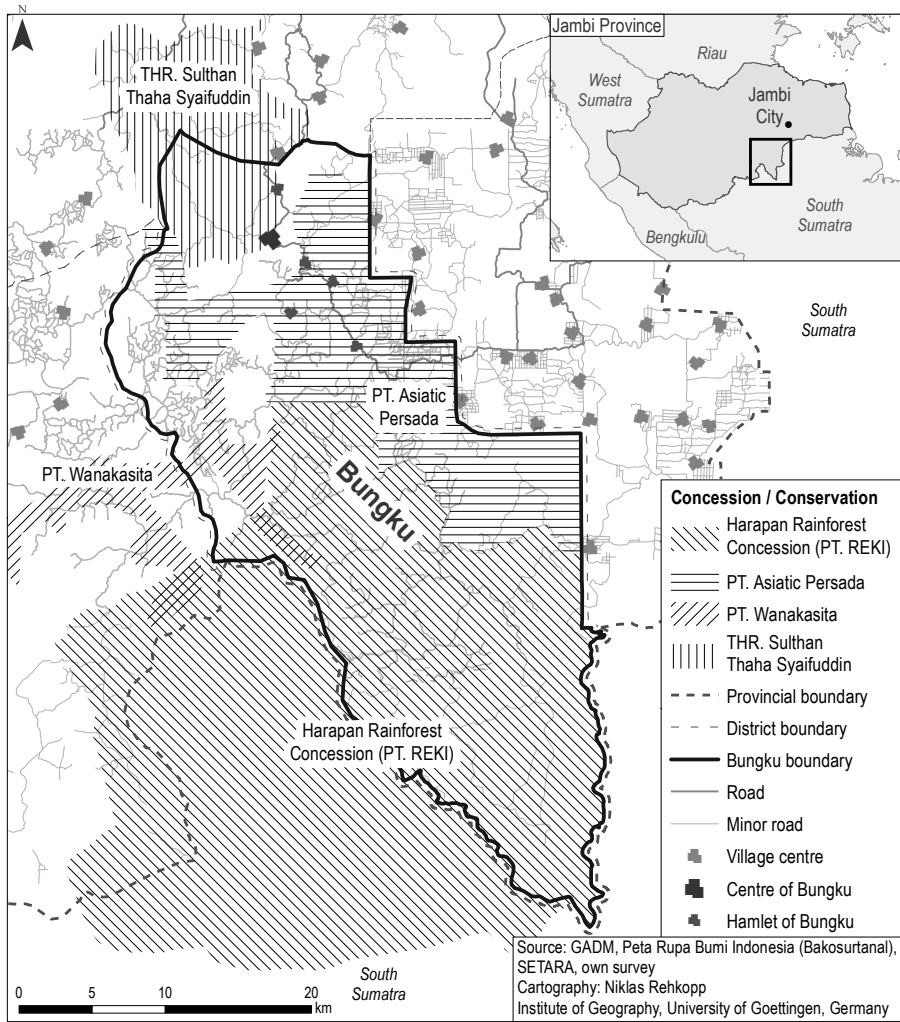 N
THR. Sulthan
Thaha Syaifuddin
Jambi Province
Riau
West
Sumatra
Jambi
City
South
Sumatra
Bengkulu
South
Sumatra
PT. Asiatic
Persada
PT. Wanakasita
Bungku
Harapan Rainforest
Concession (PT. REKI)
Concession / Conservation
Harapan Rainforest
Concession (PT. REKI)
PT. Asiatic Persada
PT. Wanakasita
THR. Sulthan
Thaha Syaifuddin
Provincial boundary
District boundary
Bungku boundary
Road
Minor road
Village centre
Centre of Bungku
Hamlet of Bungku
Source: GADM, Peta Rupa Bumi Indonesia (Bakosurtanal),
SETARA, own survey
Cartography: Niklas Rehkopp
Institute of Geography, University of Goettingen, Germany
South
Sumatra
0 5 10 20
km